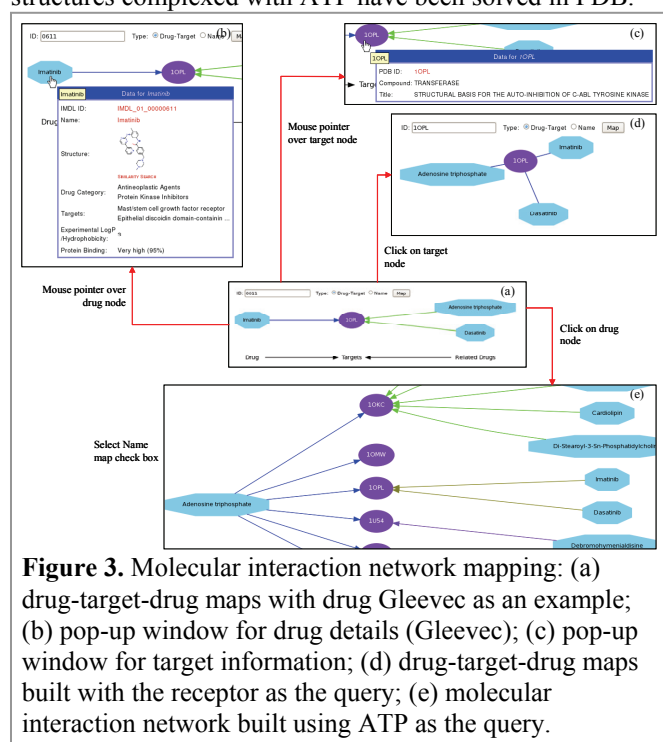 structures complexed with ATP have been solved in PDB.
(b)
ID: 0611 Type: Drug-Target Name
Imatinib
1OPL
Imatinib Data for Imatinib
IMDL ID: IMDL_01_00000611
Name: Imatinib
Structure:
SIMILARITY SEARCH
Drug Category: Antineoplastic Agents
Protein Kinase Inhibitors
Targets: Mast/stem cell growth factor receptor
Epithelial discoidin domain-containin ...
Experimental LogP
/Hydrophobicity:
Protein Binding: Very high (95%)
(c)
1OPL
1OPL Data for 1OPL
PDB ID: 1OPL
Compound: TRANSFERASE
Title: STRUCTURAL BASIS FOR THE AUTO-INHIBITION OF C-ABL TYROSINE KINASE
Mouse pointer
over target node
(d)
ID: 1OPL Type: Drug-Target Name Map
Imatinib
1OPL
Adenosine triphosphate
Dasatinib
Click on target
node
Mouse pointer over
drug node
(a)
Type: Drug-Target Name Map
Imatinib
1OPL
Adenosine triphosphate
Dasatinib
Drug Targets Related Drugs
Click on drug
node
(e)
Select Name
map check box
1OKC
Cardiolipin
Di-Stearoyl-3-Sn-Phosphatidylcholin
1OMW
Imatinib
1OPL
Adenosine triphosphate
Dasatinib
1US4
Debromohymenialdisine
Figure 3. Molecular interaction network mapping: (a)
drug-target-drug maps with drug Gleevec as an example;
(b) pop-up window for drug details (Gleevec); (c) pop-up
window for target information; (d) drug-target-drug maps
built with the receptor as the query; (e) molecular
interaction network built using ATP as the query.